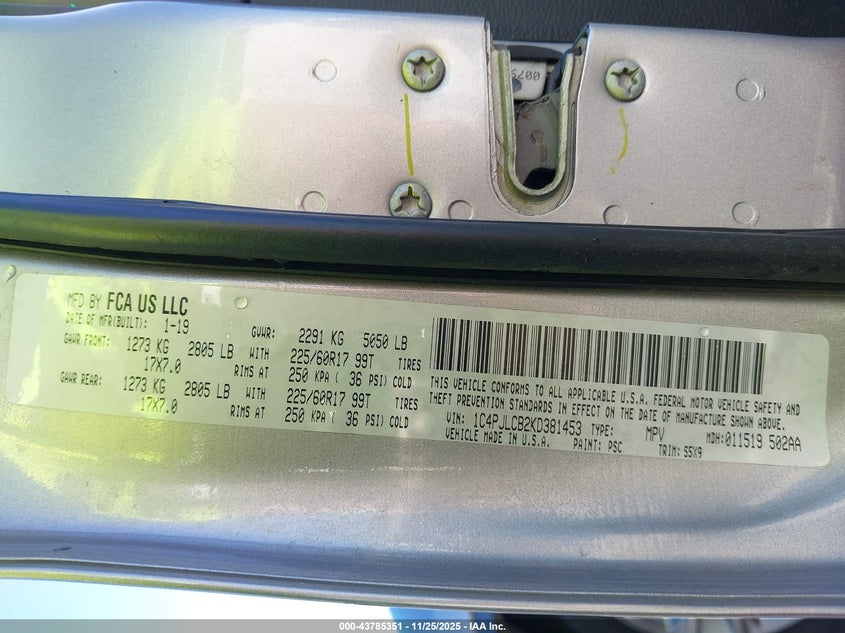 0075
MFD BY FCA US LLC
DATE OF MFR(BUILT): 1-19 GVWR: 2291 KG 5050 LB
GAWR FRONT: 1273 KG 2805 LB WITH 225/60R17 99T TIRES
17X7.0 RIMS AT 250 KPA ( 36 PSI) COLD
GAWR REAR: 1273 KG 2805 LB WITH 225/60R17 99T TIRES
17X7.0 RIMS AT 250 KPA ( 36 PSI) COLD
THIS VEHICLE CONFORMS TO ALL APPLICABLE U.S.A. FEDERAL MOTOR VEHICLE SAFETY AND
THEFT PREVENTION STANDARDS IN EFFECT ON THE DATE OF MANUFACTURE SHOWN ABOVE.
VIN: 1C4PJLCB2KD381453 TYPE: MPV MDH:011519 502AA
VEHICLE MADE IN U.S.A. PAINT: PSC TRIM: S5X9
000-43785351 - 11/25/2025 - IAA Inc.